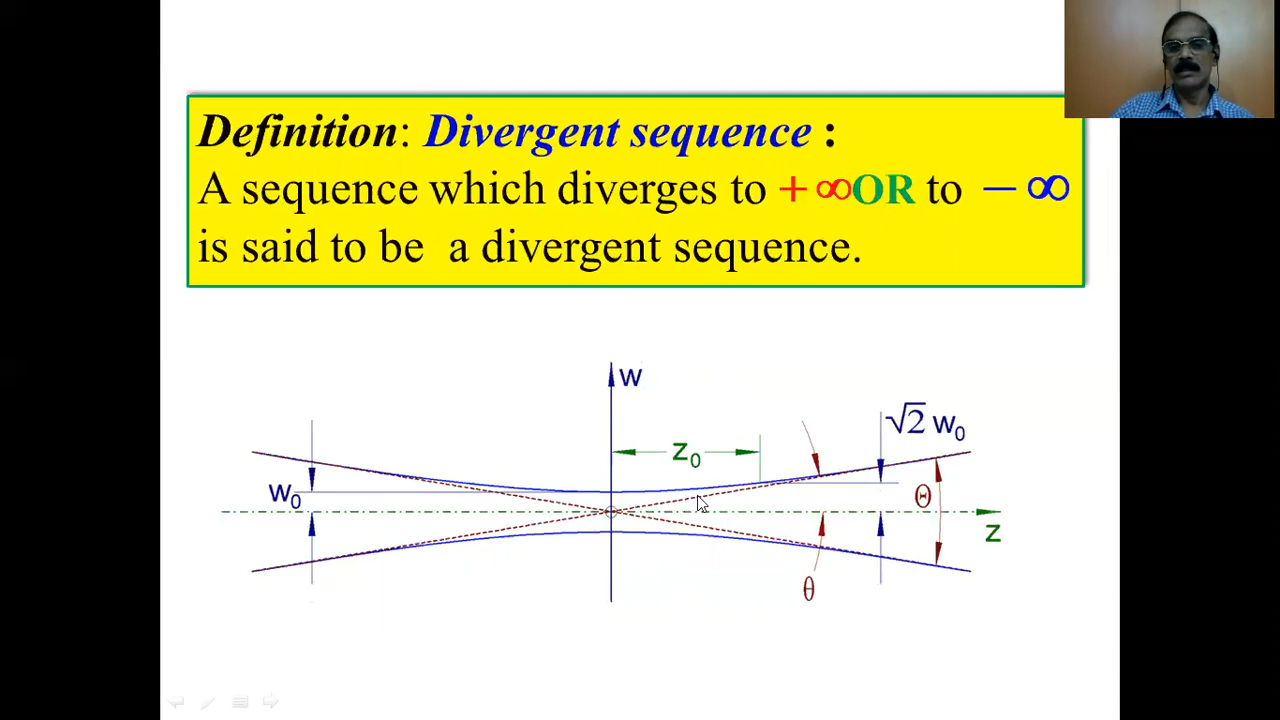 Definition: Divergent sequence :
A sequence which diverges to + ∞OR to − ∞
is said to be a divergent sequence.
w
√2 w₀
z₀
w₀
Θ
z
θ